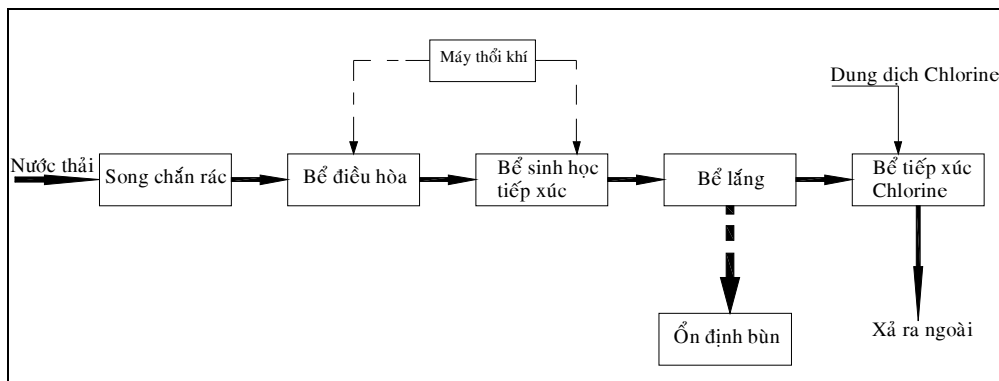 Máy thổi khí
Dung dịch Chlorine
Nước thải
Song chắn rác
Bể điều hòa
Bể sinh học
tiếp xúc
Bể lắng
Bể tiếp xúc
Chlorine
Ổn định bùn
Xả ra ngoài